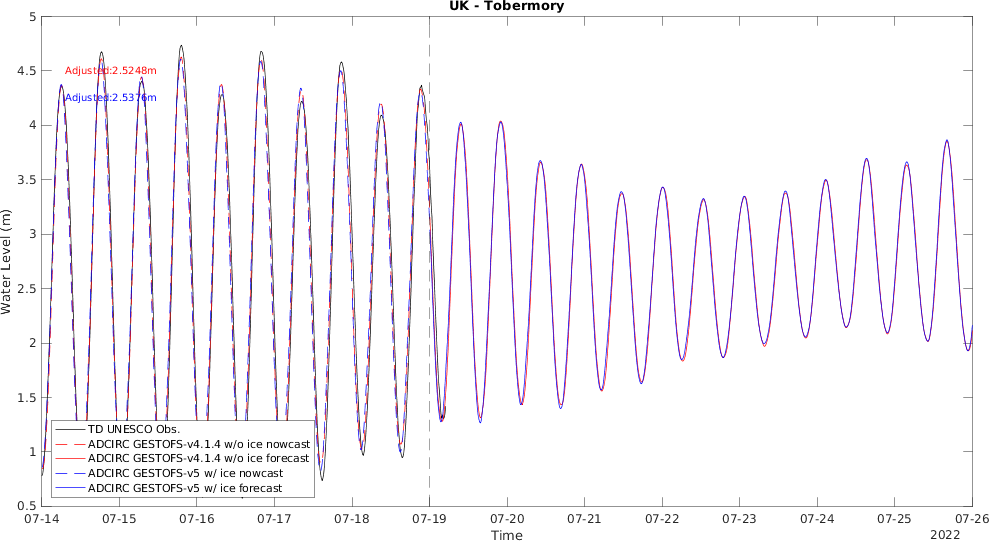 UK - Tobermory
Adjusted:2.5248m
Adjusted:2.5376m
Water Level (m)
5
4.5
4
3.5
3
2.5
2
1.5
1
0.5
TD UNESCO Obs.
ADCIRC GESTOFS-v4.1.4 w/o ice nowcast
ADCIRC GESTOFS-v4.1.4 w/o ice forecast
ADCIRC GESTOFS-v5 w/ ice nowcast
ADCIRC GESTOFS-v5 w/ ice forecast
07-14 07-15 07-16 07-17 07-18 07-19 07-20 07-21 07-22 07-23 07-24 07-25 07-26
Time
2022